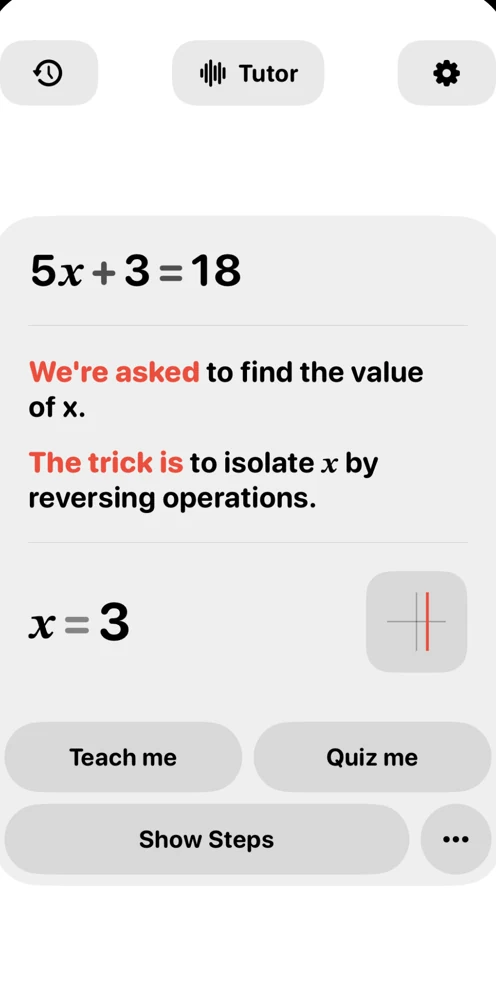 Tutor
5x + 3 = 18
We're asked to find the value
of x.
The trick is to isolate x by
reversing operations.
x = 3
Teach me
Quiz me
Show Steps